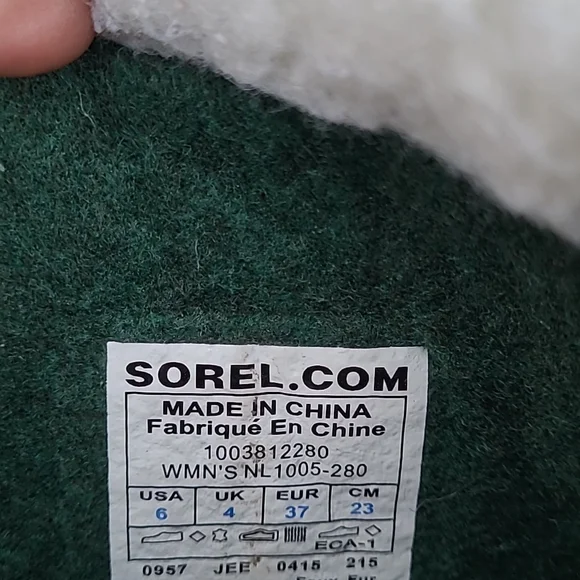 SOREL.COM
MADE IN CHINA
Fabriqué En Chine
1003812280
WMN'S NL1005-280
USA UK EUR CM
6 4 37 23
ECA-1
0957 JEE 0415 215